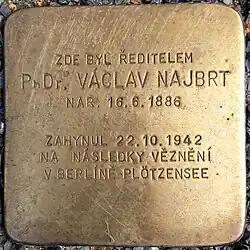 ZDE BYL ŘEDITELEM
PhDr. VÁCLAV NAJBRT
NAR. 16.6.1886
ZAHYNUL 22.10.1942
NA NÁSLEDKY VĚZNĚNÍ
V BERLÍNĚ-PLÖTZENSEE